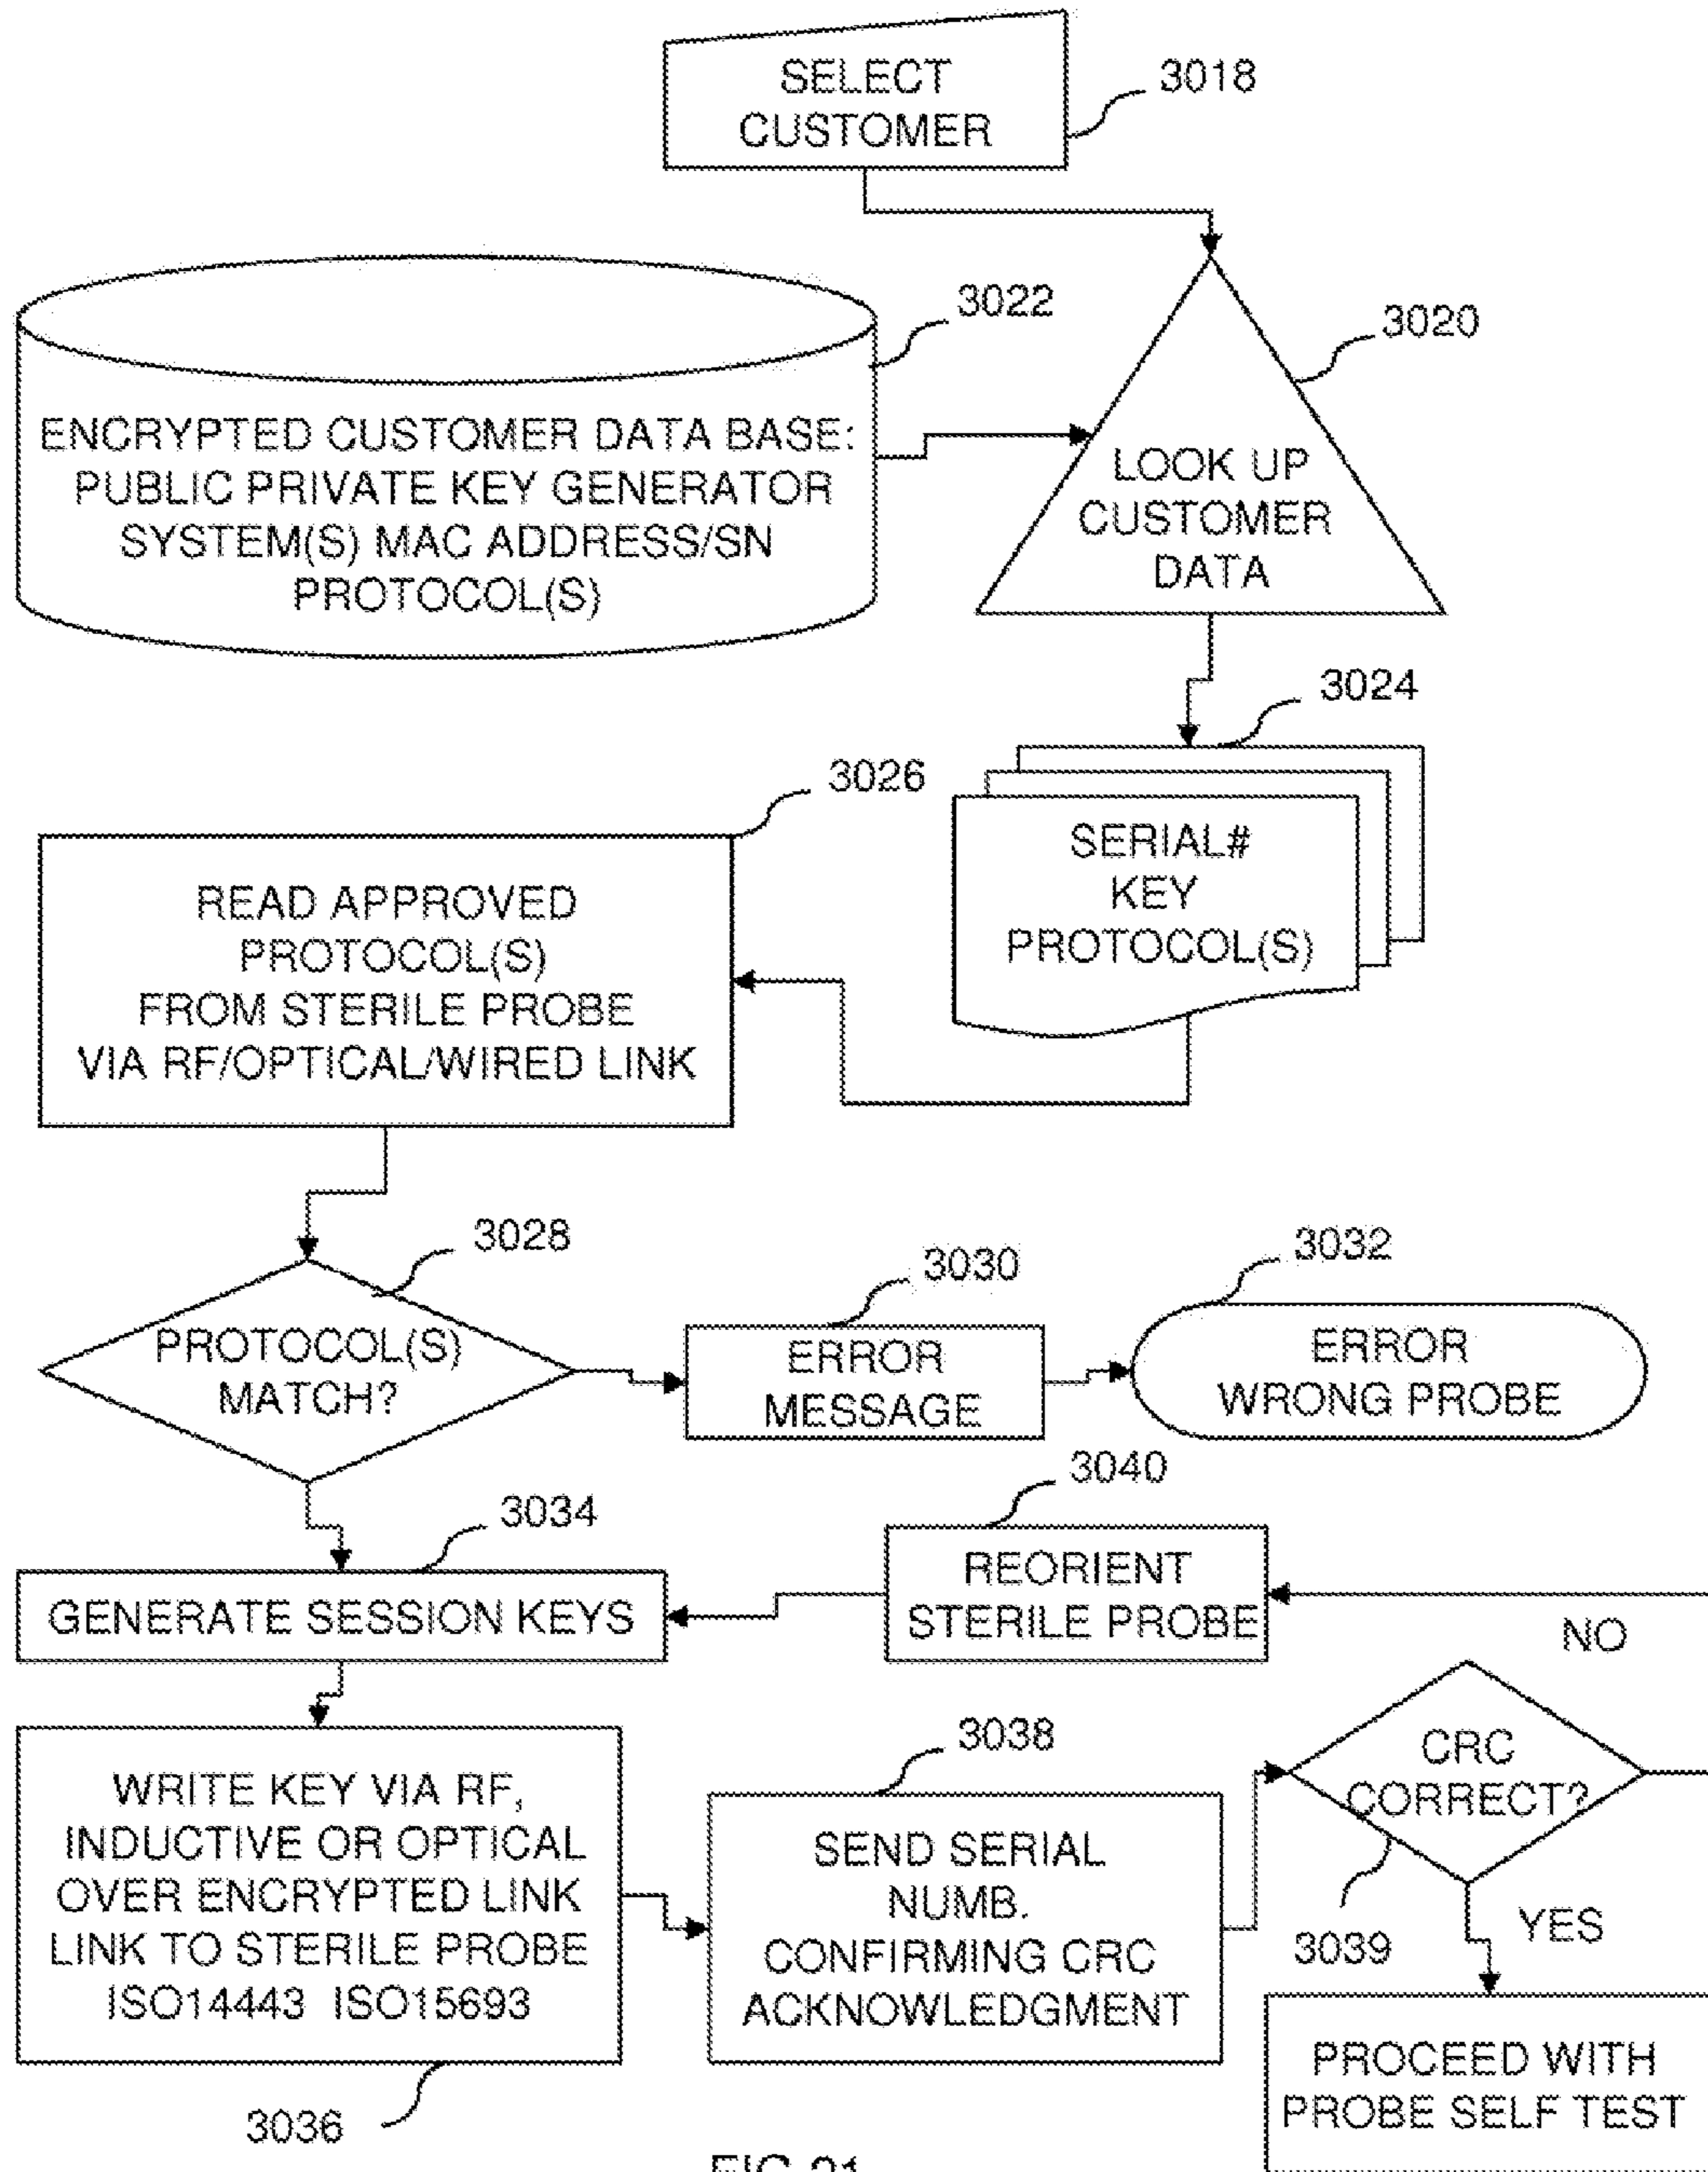 SELECT
CUSTOMER
3018
3022
3020
ENCRYPTED CUSTOMER DATA BASE:
PUBLIC PRIVATE KEY GENERATOR
SYSTEM(S) MAC ADDRESS/SN
PROTOCOL(S)
LOOK UP
CUSTOMER
DATA
3024
3026
SERIAL#
KEY
PROTOCOL(S)
READ APPROVED
PROTOCOL(S)
FROM STERILE PROBE
VIA RF/OPTICAL/WIRED LINK
3028
3030
3032
PROTOCOL(S)
MATCH?
ERROR
MESSAGE
ERROR
WRONG PROBE
3040
3034
REORIENT
STERILE PROBE
GENERATE SESSION KEYS
NO
3038
WRITE KEY VIA RF,
INDUCTIVE OR OPTICAL
OVER ENCRYPTED LINK
LINK TO STERILE PROBE
ISO14443 ISO15693
SEND SERIAL
NUMB.
CONFIRMING CRC
ACKNOWLEDGMENT
CRC
CORRECT?
3039
YES
PROCEED WITH
PROBE SELF TEST
3036
FIG.21